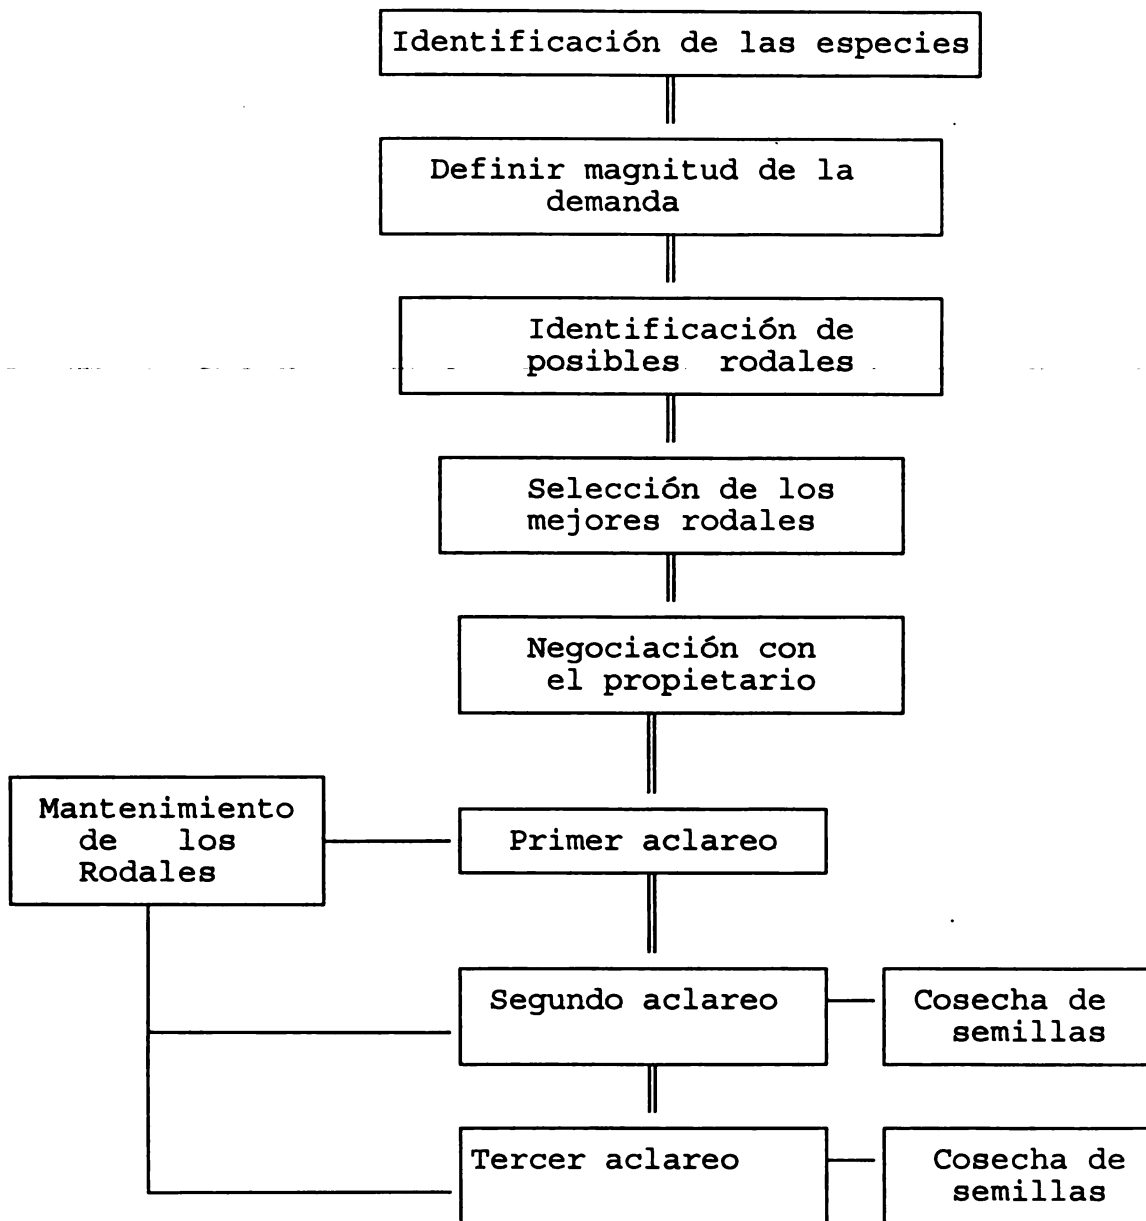 Identificación de las especies
Definir magnitud de la
demanda
Identificación de
posibles rodales
Selección de los
mejores rodales
Negociación con
el propietario
Mantenimiento
de los
Rodales
Primer aclareo
Segundo aclareo
Cosecha de
semillas
Tercer aclareo
Cosecha de
semillas